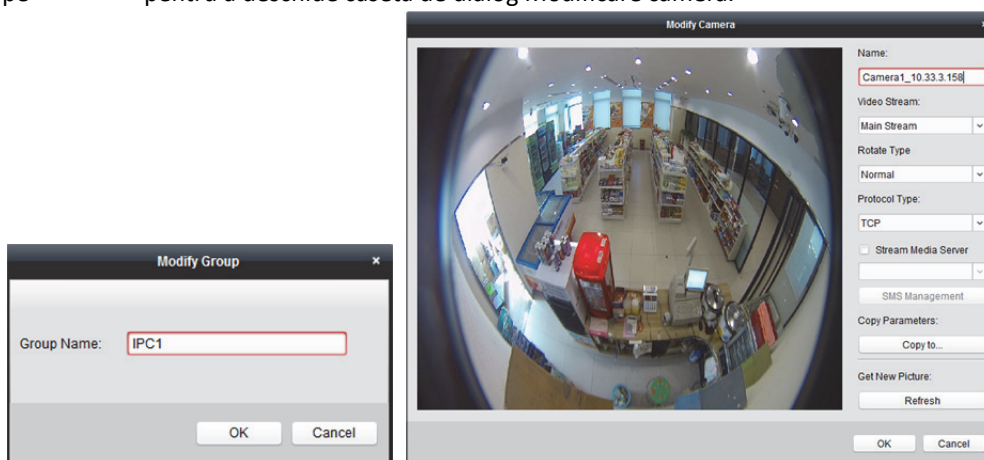 pe pentru a deschide caseta de dialog Modificare cameră.
Modify Group ×
Group Name: IPC1
OK Cancel
Modify Camera
Name:
Camera1_10.33.3.158
Video Stream:
Main Stream
Rotate Type
Normal
Protocol Type:
TCP
Stream Media Server
SMS Management
Copy Parameters:
Copy to...
Get New Picture:
Refresh
OK Cancel